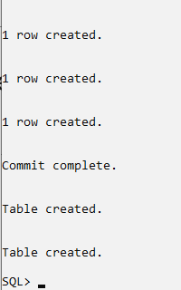 1 row created.
1 row created.
1 row created.
Commit complete.
Table created.
Table created.
SQL>